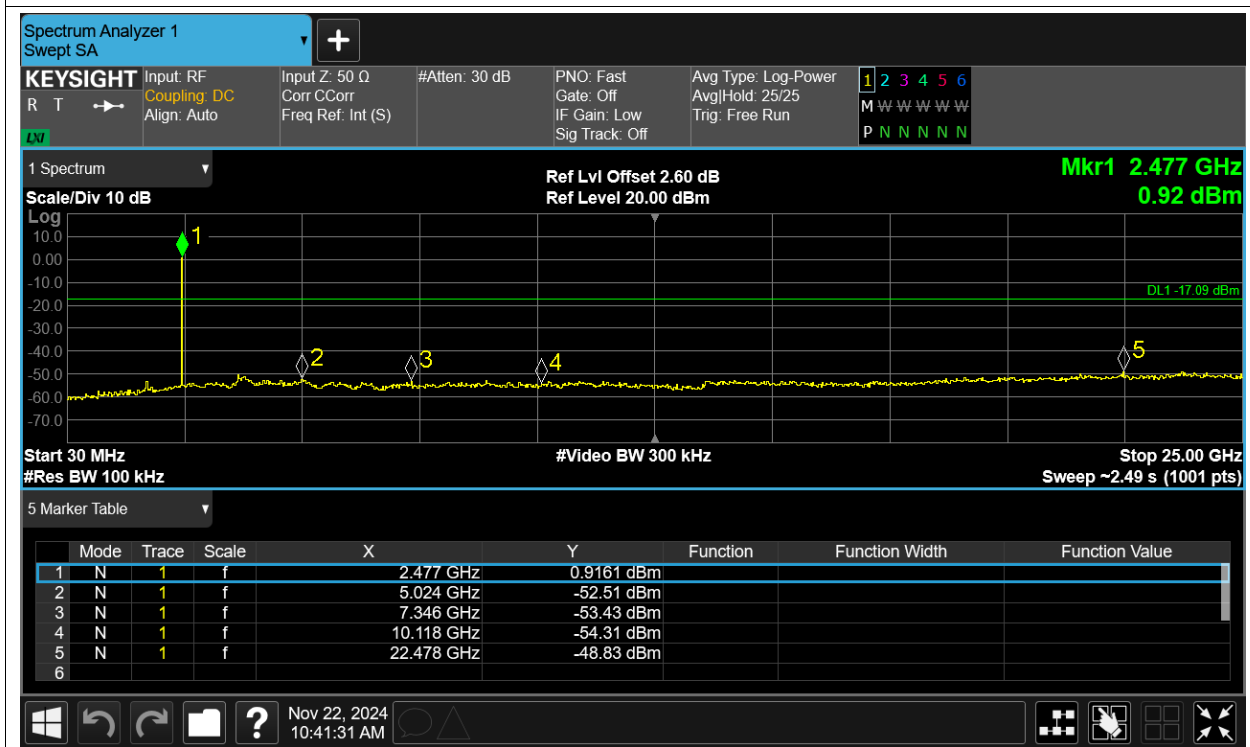 Spectrum Analyzer 1
Swept SA
KEYSIGHT Input: RF Input Z: 50 Ω #Atten: 30 dB PNO: Fast Avg Type: Log-Power 1 2 3 4 5 6
R T Coupling: DC Corr CCorr Gate: Off Avg|Hold: 25/25 M W W W W W
Align: Auto Freq Ref: Int (S) IF Gain: Low Trig: Free Run
LXI Sig Track: Off P N N N N N
1 Spectrum Ref Lvl Offset 2.60 dB Mkr1 2.477 GHz
Scale/Div 10 dB Ref Level 20.00 dBm 0.92 dBm
Log
10.0 1
0.00
-10.0
DL1 -17.09 dBm
-20.0
-30.0
-40.0 2 3 4 5
-50.0
-60.0
-70.0
Start 30 MHz #Video BW 300 kHz Stop 25.00 GHz
#Res BW 100 kHz Sweep ~2.49 s (1001 pts)
5 Marker Table
Mode Trace Scale X Y Function Function Width Function Value
1 N 1 f 2.477 GHz 0.9161 dBm
2 N 1 f 5.024 GHz -52.51 dBm
3 N 1 f 7.346 GHz -53.43 dBm
4 N 1 f 10.118 GHz -54.31 dBm
5 N 1 f 22.478 GHz -48.83 dBm
6
? Nov 22, 2024
10:41:31 AM